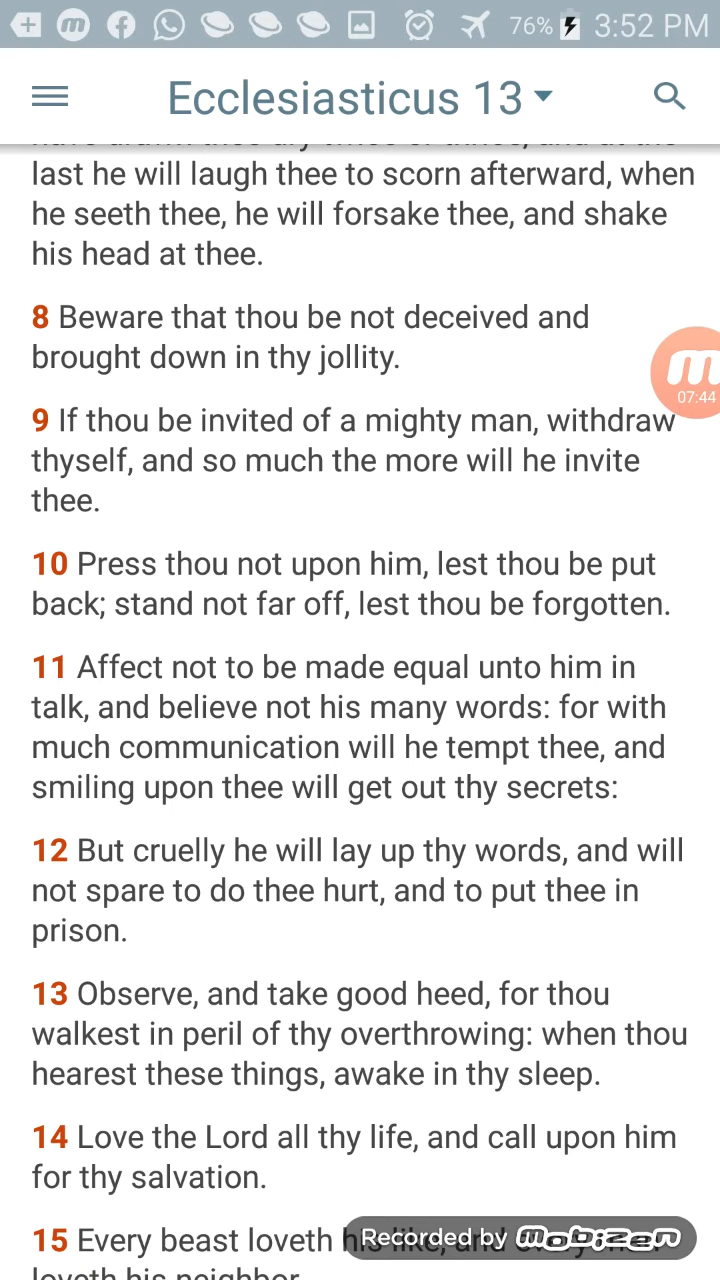 76% 3:52 PM
Ecclesiasticus 13
last he will laugh thee to scorn afterward, when
he seeth thee, he will forsake thee, and shake
his head at thee.
8 Beware that thou be not deceived and
brought down in thy jollity.
07:44
9 If thou be invited of a mighty man, withdraw
thyself, and so much the more will he invite
thee.
10 Press thou not upon him, lest thou be put
back; stand not far off, lest thou be forgotten.
11 Affect not to be made equal unto him in
talk, and believe not his many words: for with
much communication will he tempt thee, and
smiling upon thee will get out thy secrets:
12 But cruelly he will lay up thy words, and will
not spare to do thee hurt, and to put thee in
prison.
13 Observe, and take good heed, for thou
walkest in peril of thy overthrowing: when thou
hearest these things, awake in thy sleep.
14 Love the Lord all thy life, and call upon him
for thy salvation.
15 Every beast loveth his like, and every man
Recorded by Mobizen
loveth his neighbor